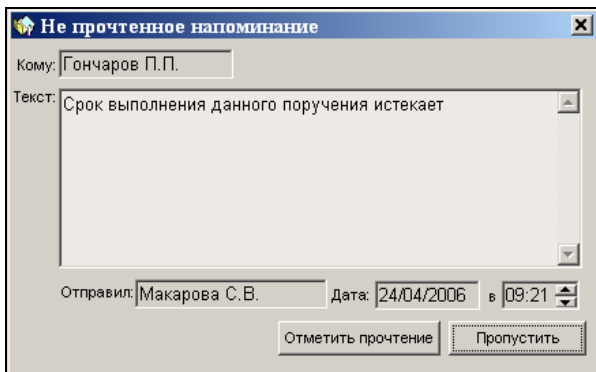 Не прочтенное напоминание
Кому: Гончаров П.П.
Текст: Срок выполнения данного поручения истекает
Отправил: Макарова С.В. Дата: 24/04/2006 в 09:21
Отметить прочтение Пропустить